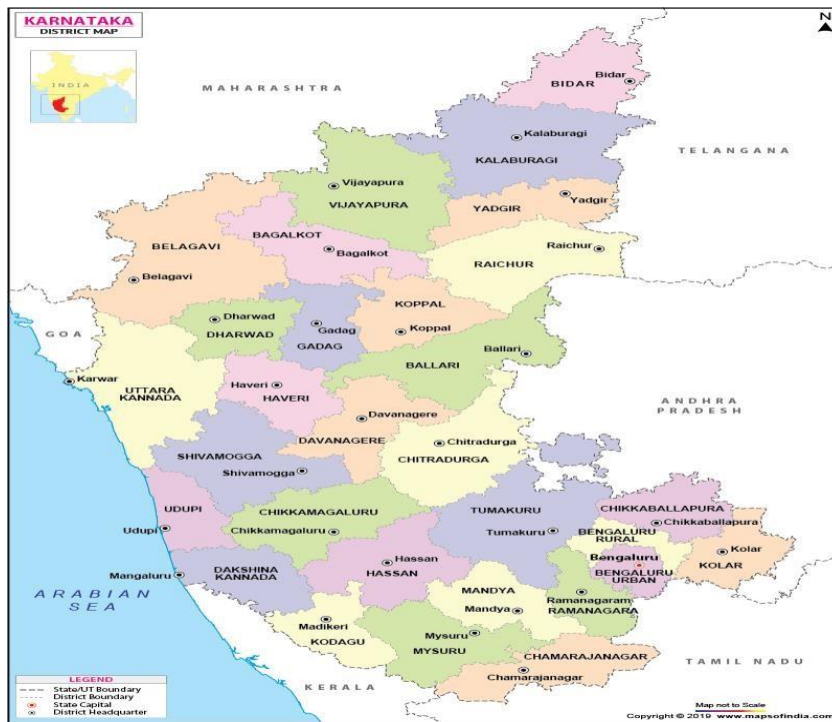 KARNATAKA
DISTRICT MAP
N
INDIA
MAHARASHTRA
Bidar
BIDAR
Kalaburagi
KALABURAGI
TELANGANA
Vijayapura
VIJAYAPURA
Yadgir
YADGIR
BAGALKOT
Bagalkot
BELAGAVI
Belagavi
Raichur
RAICHUR
KOPPAL
Koppal
Dharwad
DHARWAD
Gadag
GADAG
GOA
Ballari
BALLARI
Karwar
UTTARA
KANNADA
Haveri
HAVERI
ANDHRA
PRADESH
Davanagere
DAVANAGERE
Chitradurga
CHITRADURGA
SHIVAMOGGA
Shivamogga
UDUPI
Udupi
CHIKKAMAGALURU
Chikkamagaluru
TUMAKURU
Tumakuru
CHIKKABALLAPURA
Chikkaballapura
BENGALURU
RURAL
Bengaluru
BENGALURU
URBAN
Kolar
KOLAR
Mangaluru
DAKSHINA
KANNADA
Hassan
HASSAN
ARABIAN
SEA
MANDYA
Mandya
Ramanagaram
RAMANAGARA
Madikeri
KODAGU
Mysuru
MYSURU
CHAMARAJANAGAR
Chamarajanagar
KERALA
TAMIL NADU
LEGEND
State/UT Boundary
District Boundary
State Capital
District Headquarter
Map not to Scale
Copyright © 2019 www.mapsofindia.com